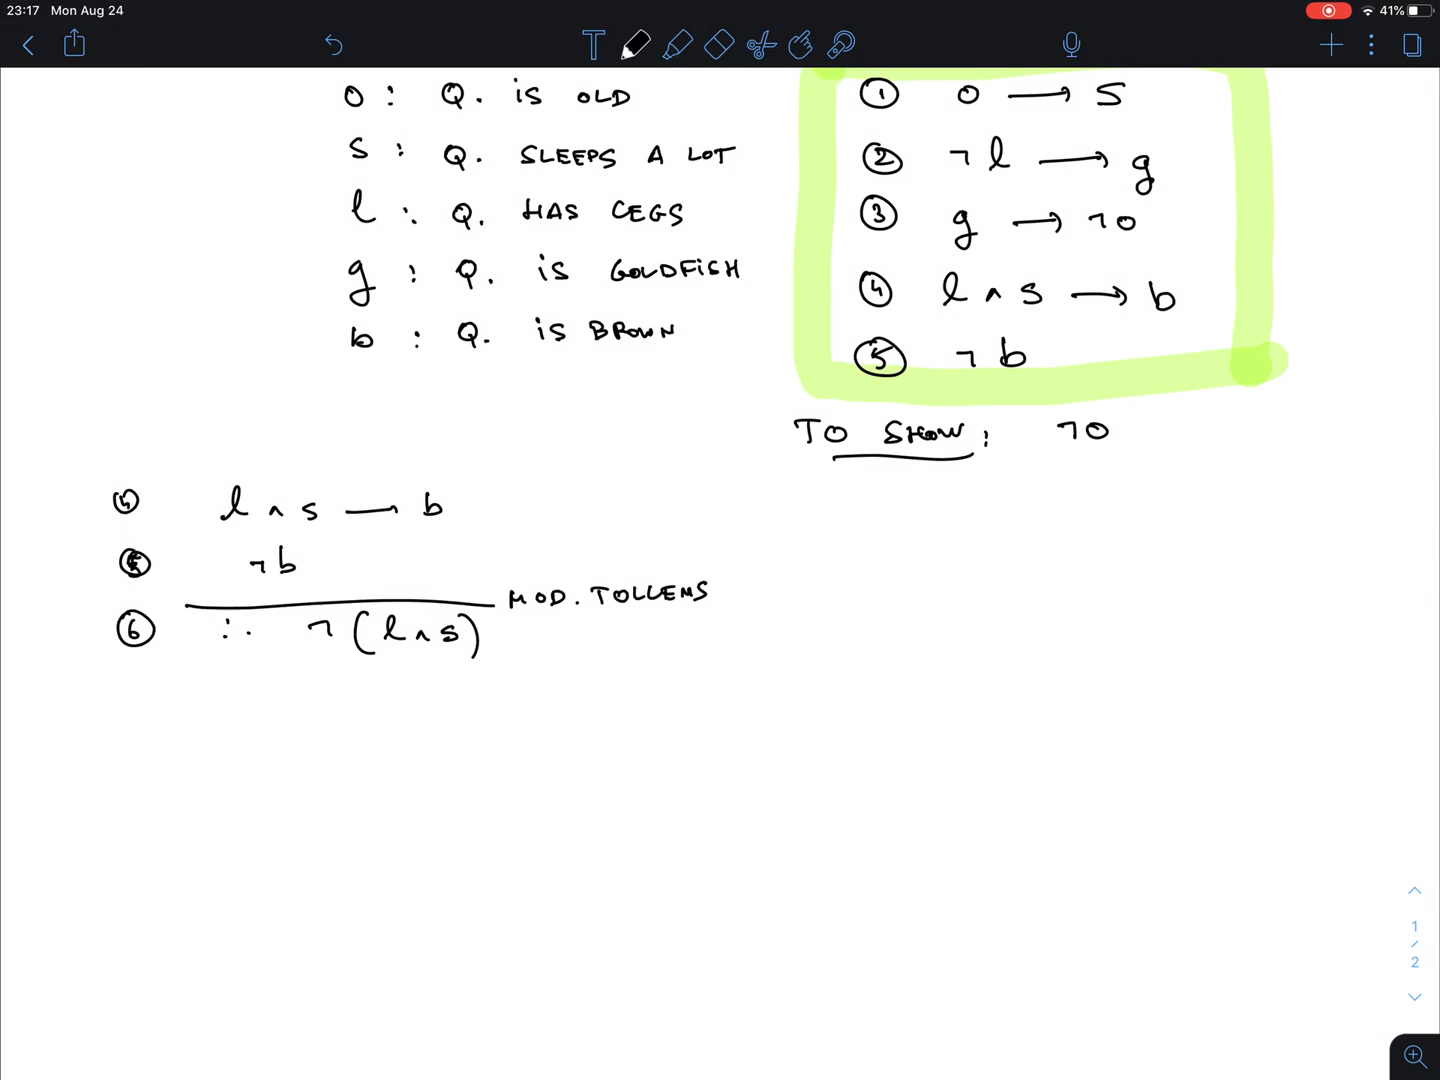 23:17 Mon Aug 24 41%
T
O : Q. is OLD
S : Q. SLEEPS A LOT
l : Q. HAS CEGS
g : Q. is GOLDFISH
b : Q. is BROWN
① O → S
② ¬ l → g
③ g → ¬O
④ l ∧ s → b
⑤ ¬ b
TO SHOW: ¬O
④ l ∧ s — b
⑤ ¬b
MOD. TOLLENS
⑥ ∴ ¬ (l ∧ s)
1
/
2